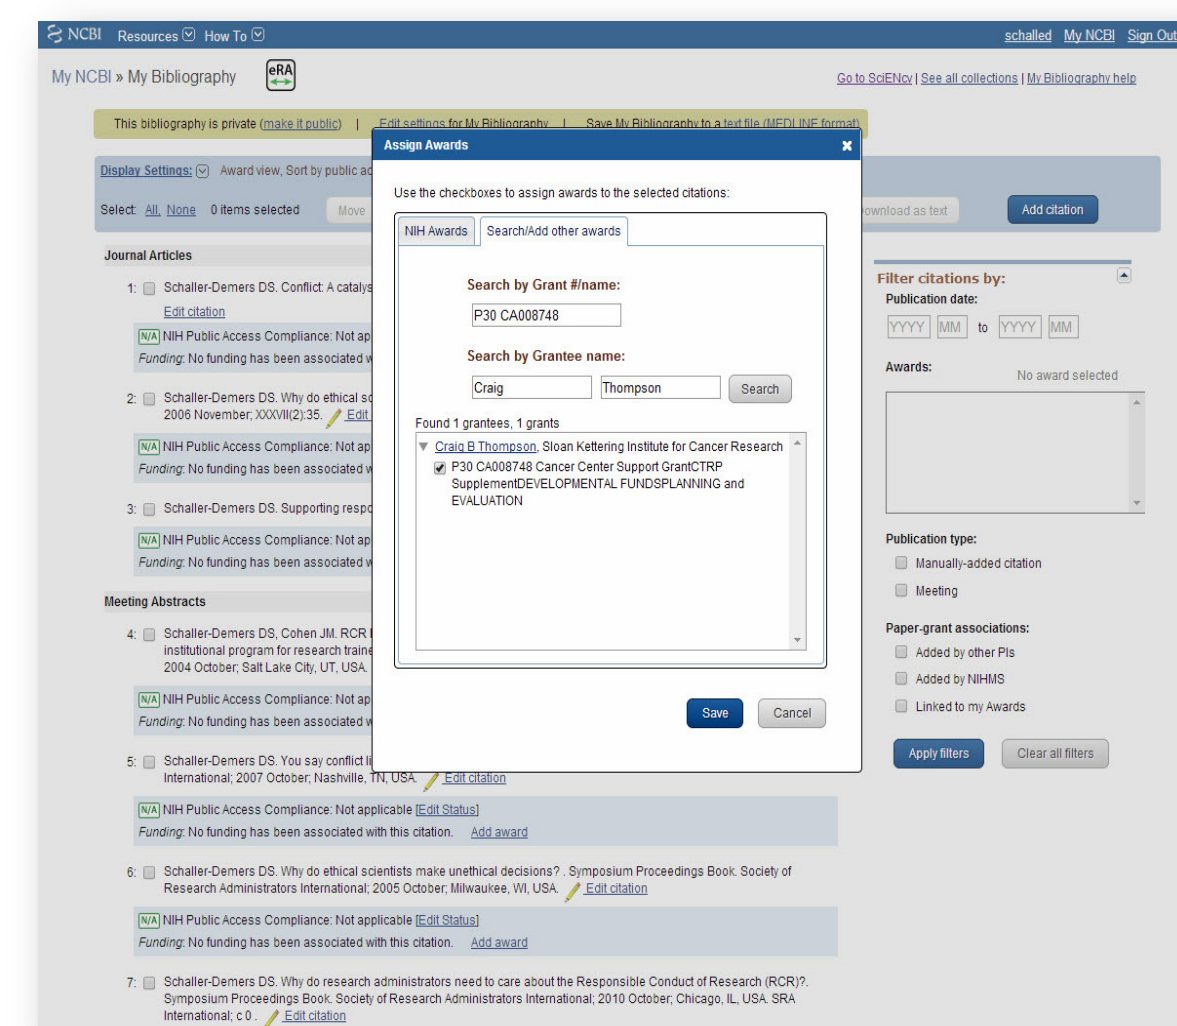 NCBI Resources How To schalled My NCBI Sign Out
My NCBI » My Bibliography eRA Go to SciENcv | See all collections | My Bibliography help
This bibliography is private (make it public) | Edit settings for My Bibliography | Save My Bibliography to a text file (MEDLINE format)
Assign Awards x
Display Settings: Award view, Sort by public ac
Use the checkboxes to assign awards to the selected citations:
Select: All, None 0 items selected Move ownload as text Add citation
NIH Awards Search/Add other awards
Search by Grant #/name:
P30 CA008748
Search by Grantee name:
Craig Thompson Search
Found 1 grantees, 1 grants
Craig B Thompson, Sloan Kettering Institute for Cancer Research
P30 CA008748 Cancer Center Support GrantCTRP
SupplementDEVELOPMENTAL FUNDSPLANNING and
EVALUATION
Save Cancel
Journal Articles
1: Schaller-Demers DS. Conflict: A catalys
Edit citation
N/A NIH Public Access Compliance: Not ap
Funding: No funding has been associated w
2: Schaller-Demers DS. Why do ethical sc
2006 November; XXXVII(2):35. Edit
N/A NIH Public Access Compliance: Not ap
Funding: No funding has been associated w
3: Schaller-Demers DS. Supporting respo
N/A NIH Public Access Compliance: Not ap
Funding: No funding has been associated w
Meeting Abstracts
4: Schaller-Demers DS, Cohen JM. RCR
institutional program for research traine
2004 October; Salt Lake City, UT, USA.
N/A NIH Public Access Compliance: Not ap
Funding: No funding has been associated w
5: Schaller-Demers DS. You say conflict li
International; 2007 October; Nashville, TN, USA. Edit citation
N/A NIH Public Access Compliance: Not applicable [Edit Status]
Funding: No funding has been associated with this citation. Add award
6: Schaller-Demers DS. Why do ethical scientists make unethical decisions? . Symposium Proceedings Book. Society of
Research Administrators International; 2005 October; Milwaukee, WI, USA. Edit citation
N/A NIH Public Access Compliance: Not applicable [Edit Status]
Funding: No funding has been associated with this citation. Add award
7: Schaller-Demers DS. Why do research administrators need to care about the Responsible Conduct of Research (RCR)?.
Symposium Proceedings Book. Society of Research Administrators International; 2010 October; Chicago, IL, USA. SRA
International; c 0 . Edit citation
Filter citations by:
Publication date:
YYYY MM to YYYY MM
Awards: No award selected
Publication type:
Manually-added citation
Meeting
Paper-grant associations:
Added by other PIs
Added by NIHMS
Linked to my Awards
Apply filters Clear all filters